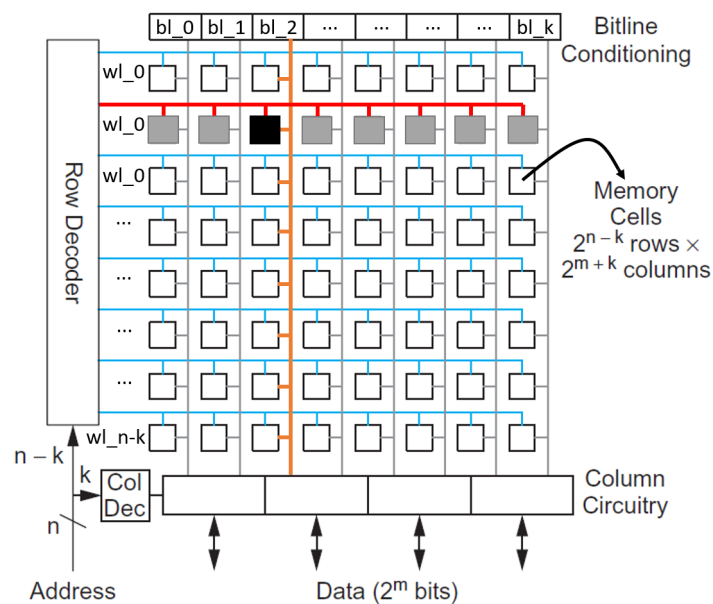 bl_0 bl_1 bl_2 ... ... ... ... bl_k
Bitline
Conditioning
Row Decoder
wl_0
wl_0
wl_0
...
...
...
...
wl_n-k
Memory
Cells
2ⁿ⁻ᵏ rows ×
2ᵐ⁺ᵏ columns
n – k
k
n
Col
Dec
Column
Circuitry
Address
Data (2ᵐ bits)